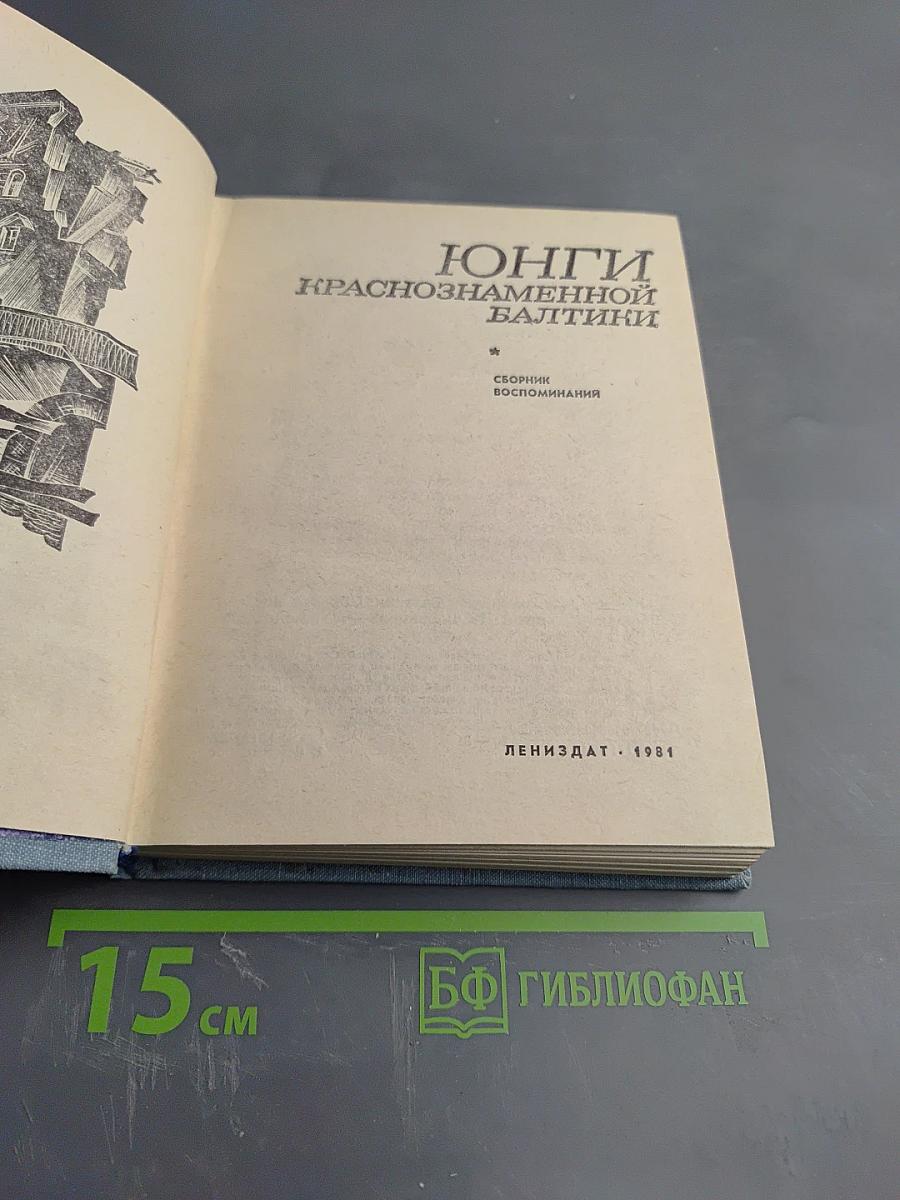 ЮНГИ
КРАСНОЗНАМЕННОЙ
БАЛТИКИ
*
СБОРНИК
ВОСПОМИНАНИЙ
ЛЕНИЗДАТ · 1981
15 см
БФ ГИБЛИОФАН